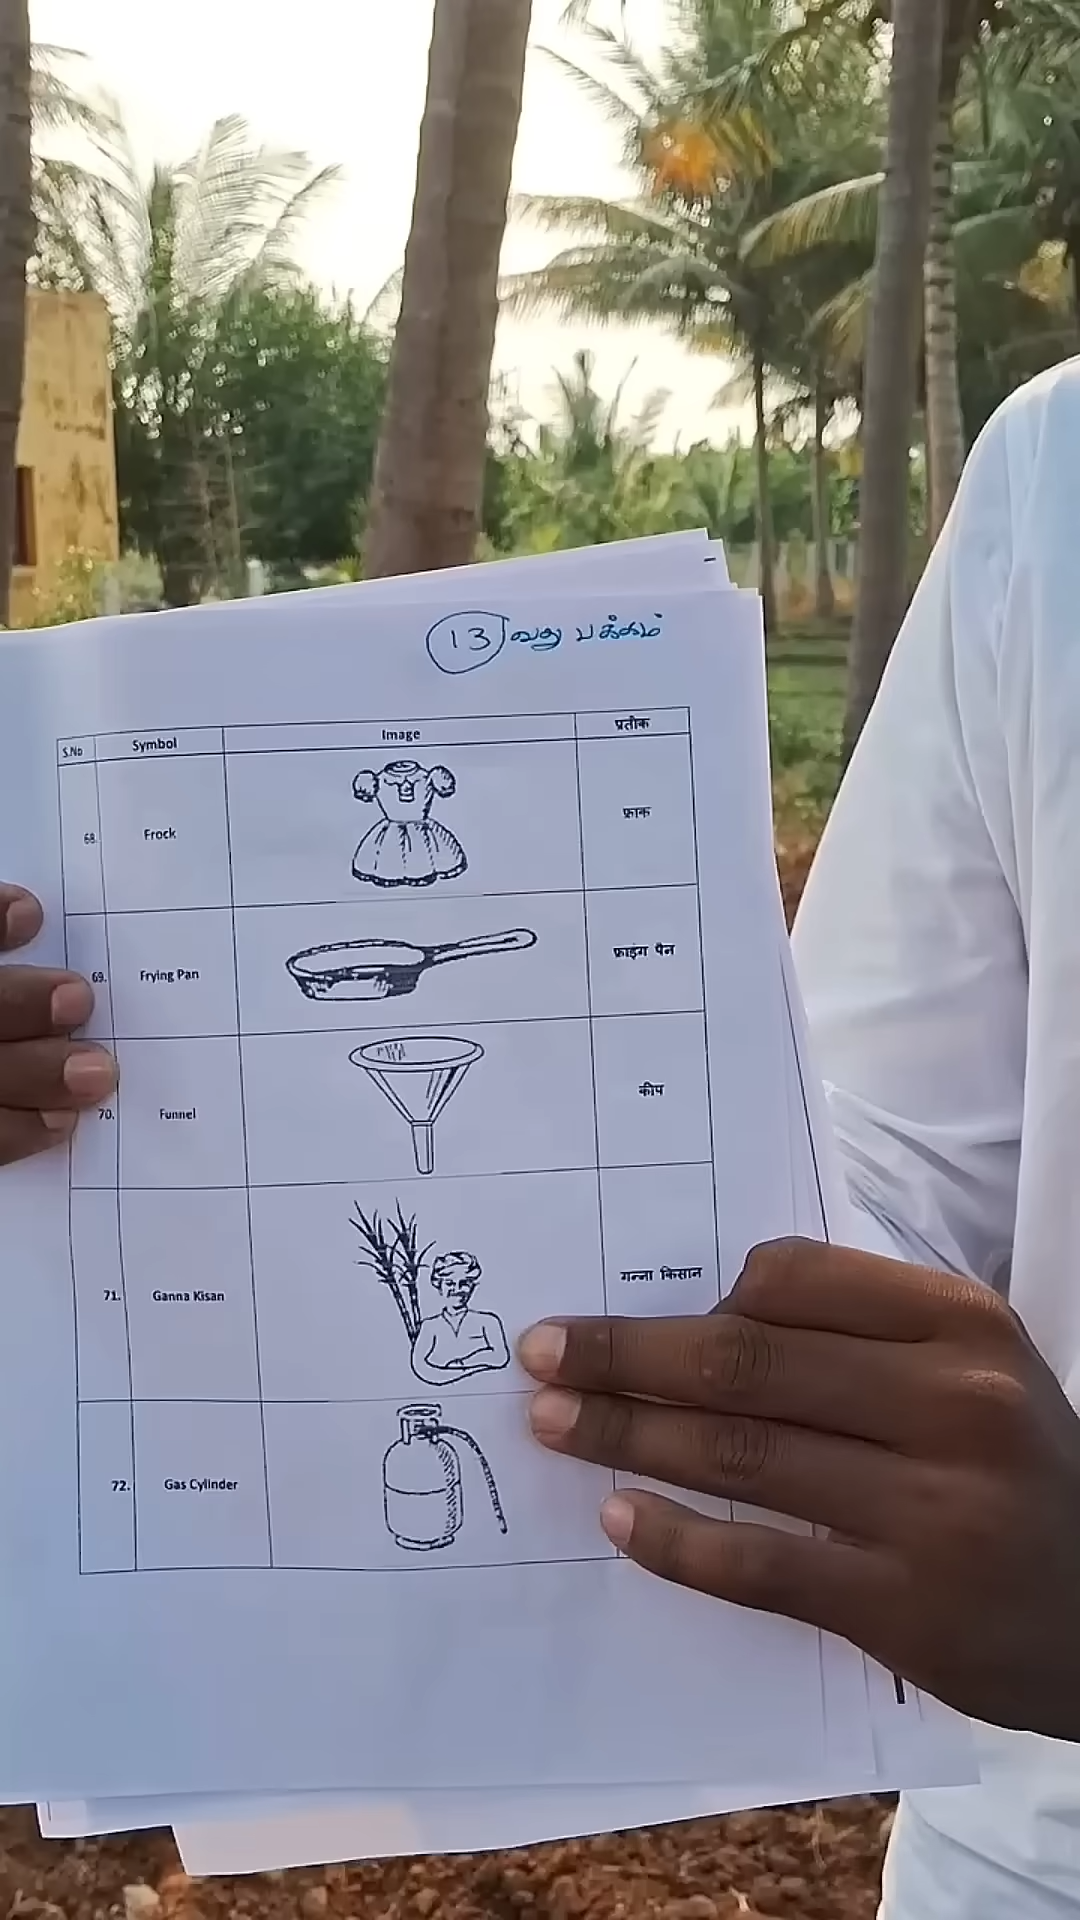 13 வது பக்கம்
S.No Symbol Image प्रतीक
68. Frock फ्राक
69. Frying Pan फ्राइंग पैन
70. Funnel कीप
71. Ganna Kisan गन्ना किसान
72. Gas Cylinder